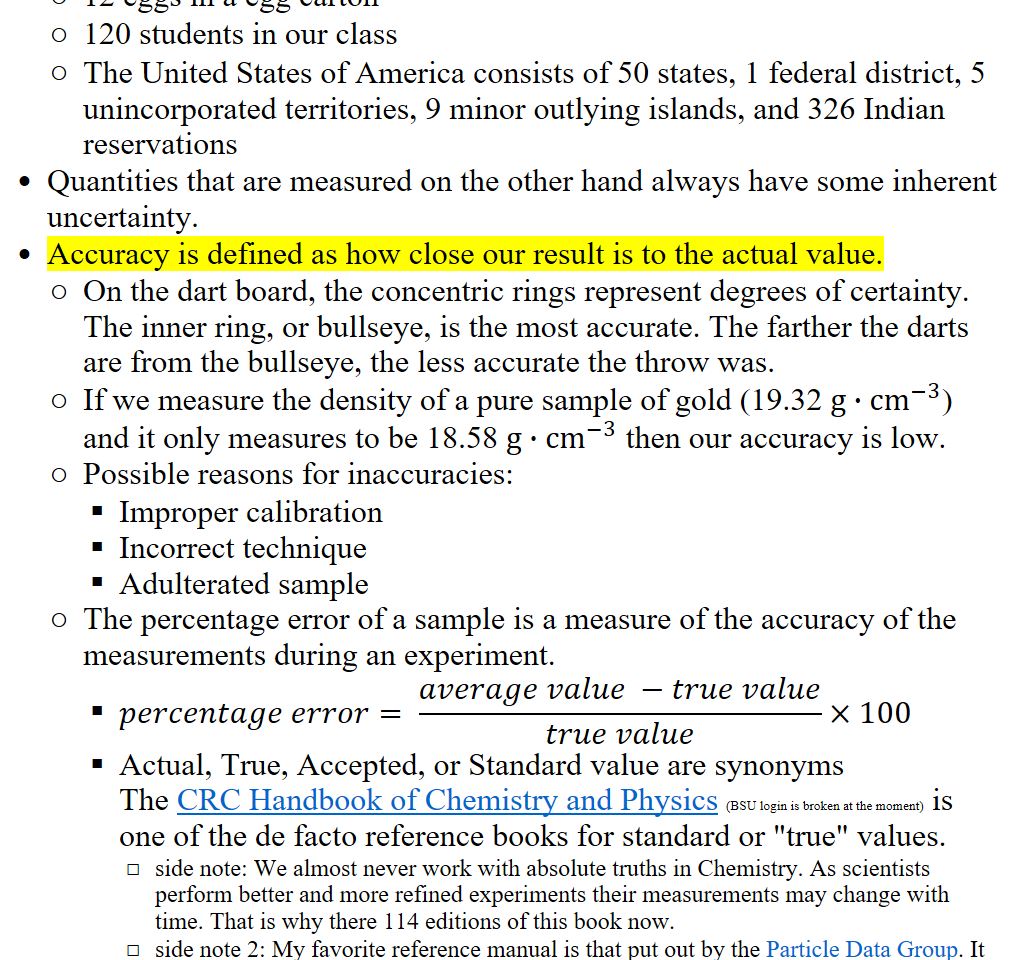 12 eggs in a egg carton
120 students in our class
The United States of America consists of 50 states, 1 federal district, 5
unincorporated territories, 9 minor outlying islands, and 326 Indian
reservations
Quantities that are measured on the other hand always have some inherent
uncertainty.
Accuracy is defined as how close our result is to the actual value.
On the dart board, the concentric rings represent degrees of certainty.
The inner ring, or bullseye, is the most accurate. The farther the darts
are from the bullseye, the less accurate the throw was.
If we measure the density of a pure sample of gold (19.32 g · cm⁻³)
and it only measures to be 18.58 g · cm⁻³ then our accuracy is low.
Possible reasons for inaccuracies:
Improper calibration
Incorrect technique
Adulterated sample
The percentage error of a sample is a measure of the accuracy of the
measurements during an experiment.
percentage error = (average value − true value) / (true value) × 100
Actual, True, Accepted, or Standard value are synonyms
The CRC Handbook of Chemistry and Physics (BSU login is broken at the moment) is
one of the de facto reference books for standard or "true" values.
side note: We almost never work with absolute truths in Chemistry. As scientists
perform better and more refined experiments their measurements may change with
time. That is why there 114 editions of this book now.
side note 2: My favorite reference manual is that put out by the Particle Data Group. It